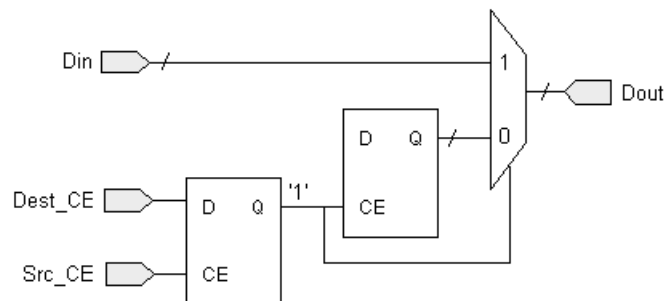 Din
1
Dout
D Q
0
Dest_CE
'1'
D Q
CE
Src_CE
CE